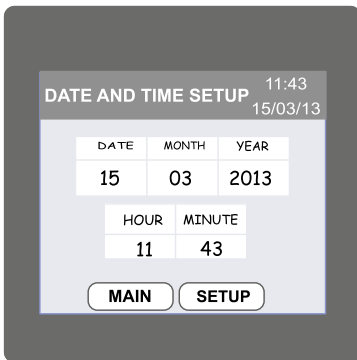 DATE AND TIME SETUP
11:43
15/03/13
DATE MONTH YEAR
15 03 2013
HOUR MINUTE
11 43
MAIN SETUP